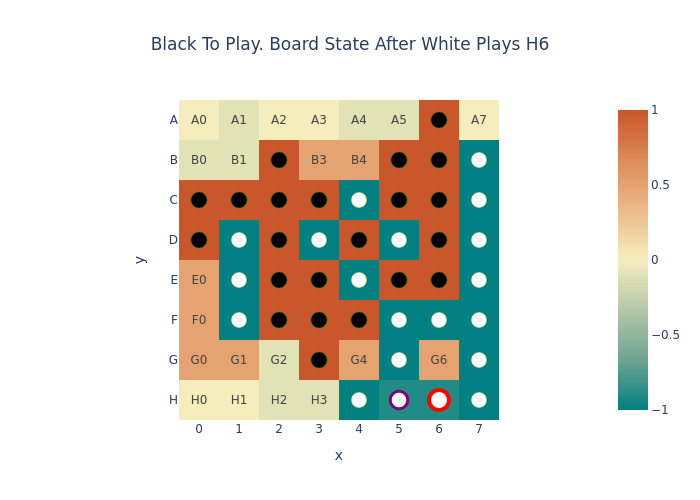 Black To Play. Board State After White Plays H6
A A0 A1 A2 A3 A4 A5 A7
B B0 B1 B3 B4
C
D
E E0
F F0
G G0 G1 G2 G4 G6
H H0 H1 H2 H3
0 1 2 3 4 5 6 7
x
y
1
0.5
0
−0.5
−1